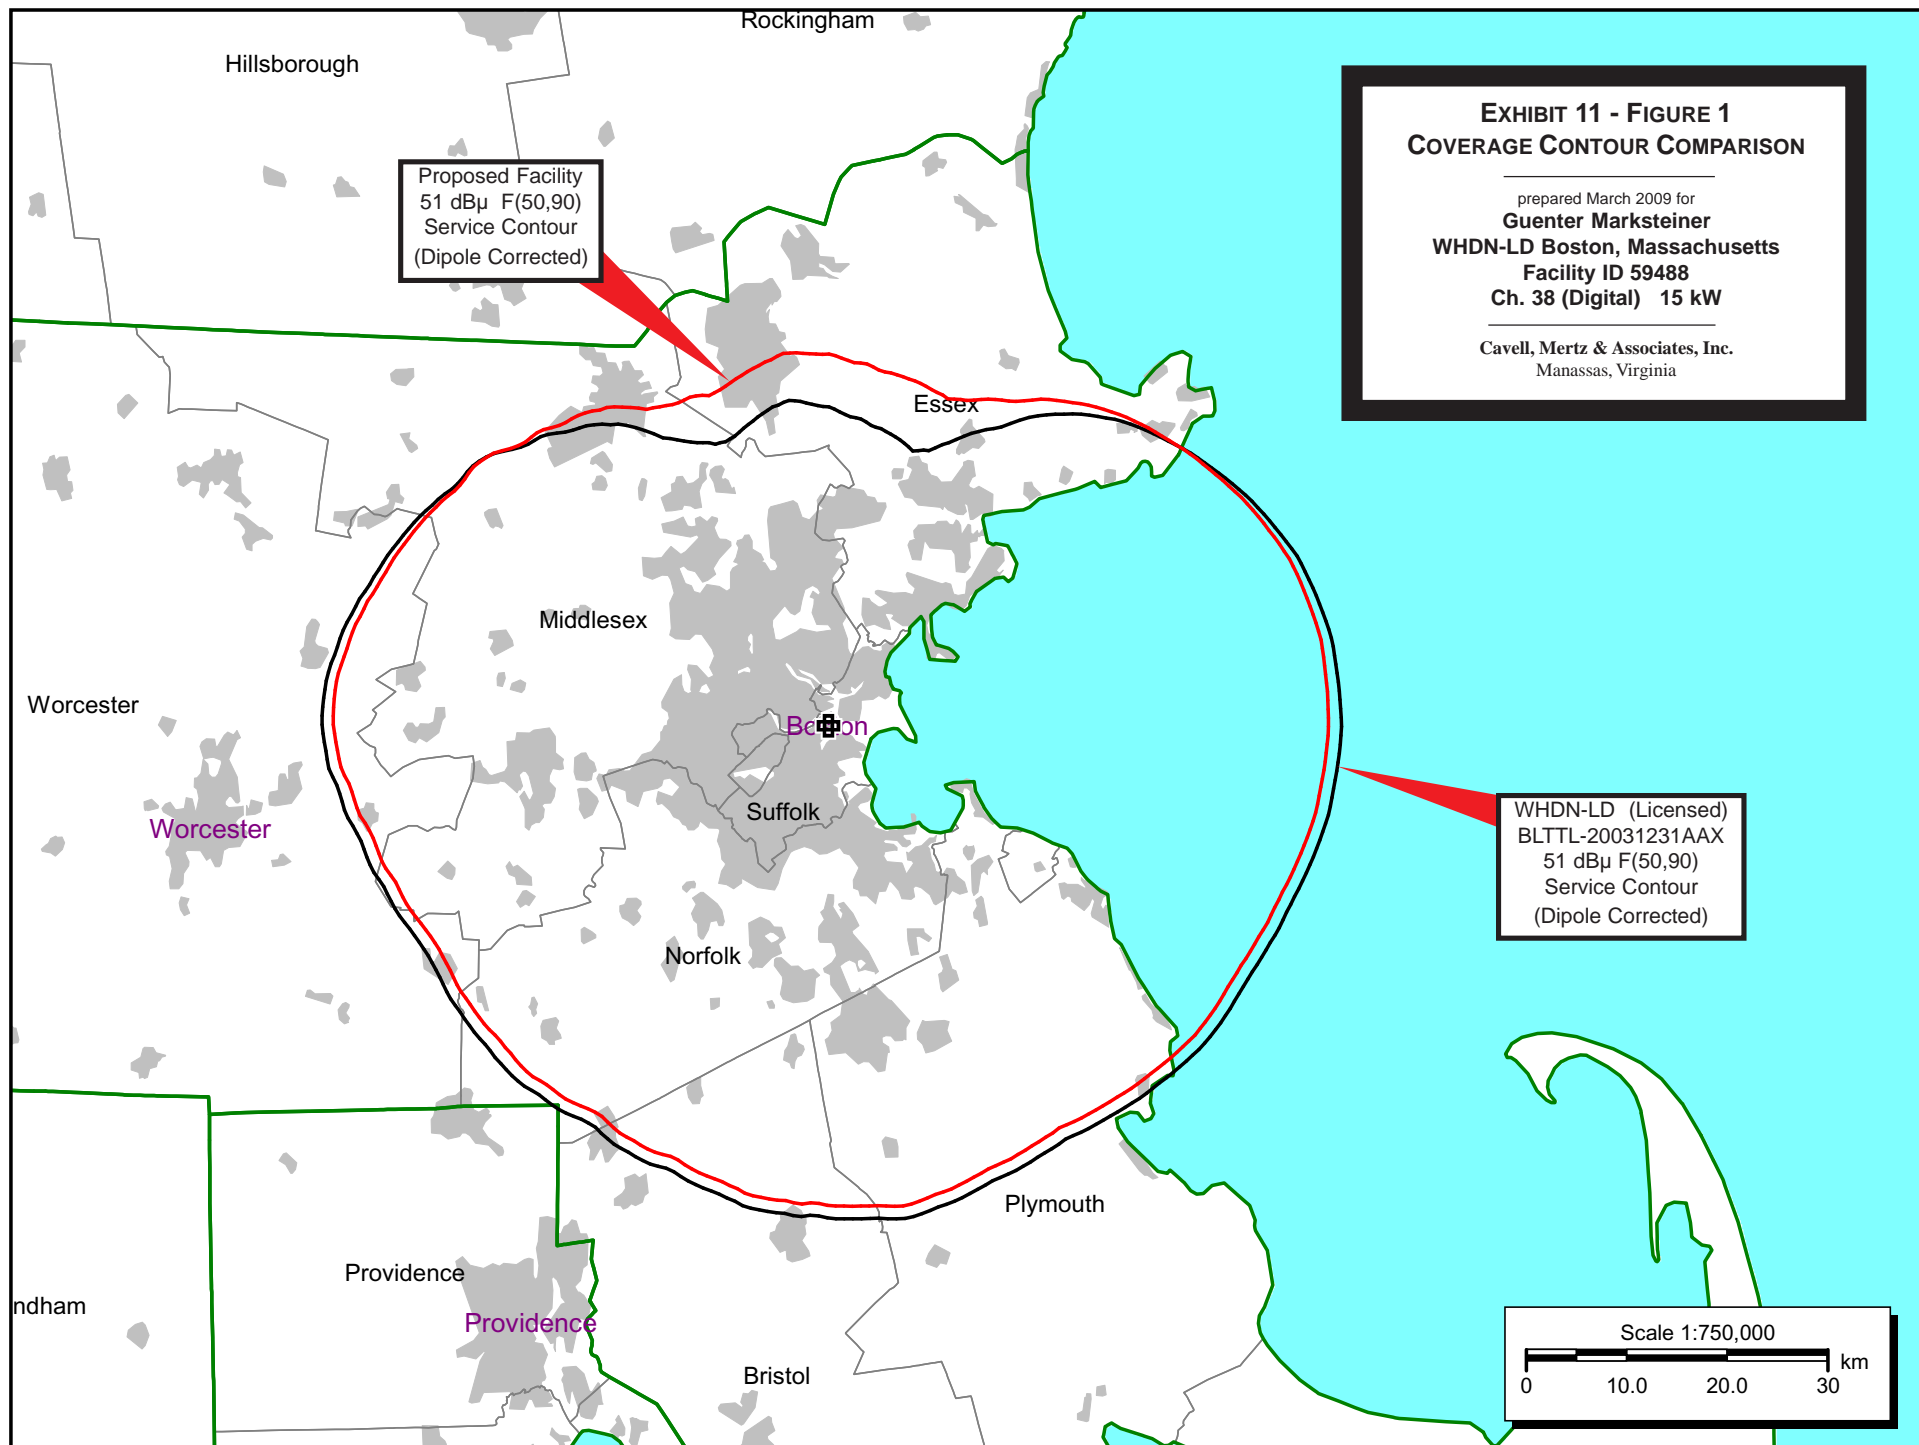 Rockingham
Hillsborough
EXHIBIT 11 - FIGURE 1
COVERAGE CONTOUR COMPARISON
prepared March 2009 for
Guenter Marksteiner
WHDN-LD Boston, Massachusetts
Facility ID 59488
Ch. 38 (Digital) 15 kW
Cavell, Mertz & Associates, Inc.
Manassas, Virginia
Proposed Facility
51 dBµ F(50,90)
Service Contour
(Dipole Corrected)
Essex
Middlesex
Worcester
Boston
Suffolk
Worcester
WHDN-LD (Licensed)
BLTTL-20031231AAX
51 dBµ F(50,90)
Service Contour
(Dipole Corrected)
Norfolk
Plymouth
Providence
ndham
Providence
Bristol
Scale 1:750,000
km
0 10.0 20.0 30